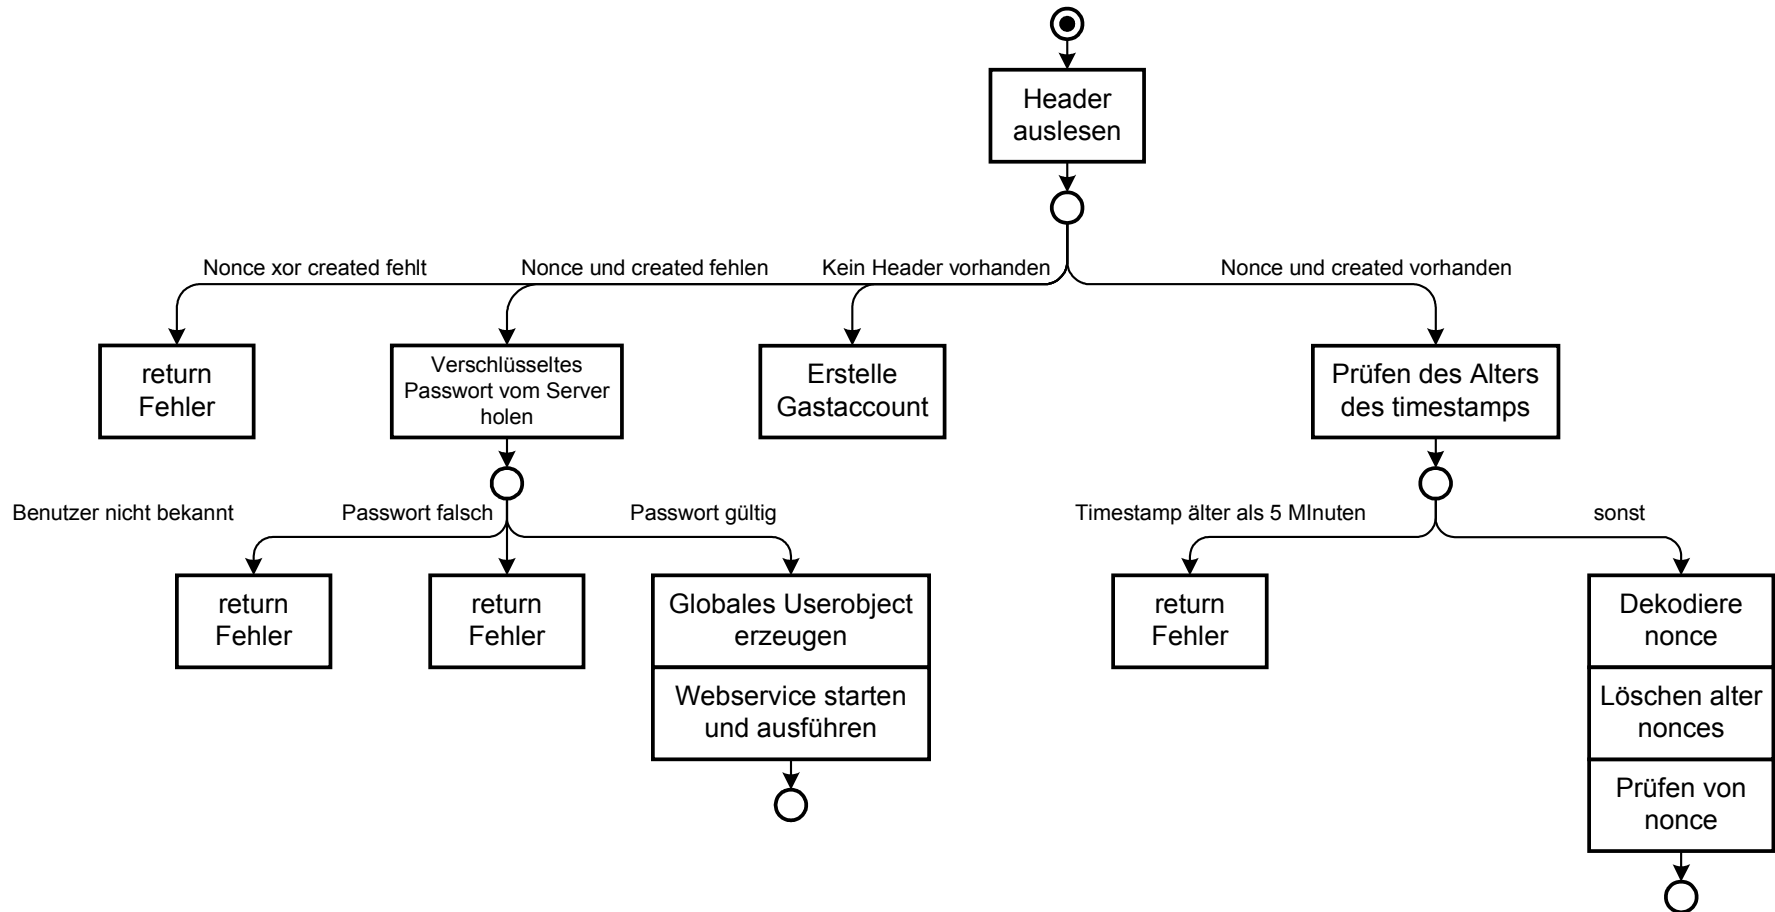 Header
auslesen
Nonce xor created fehlt
Nonce und created fehlen
Kein Header vorhanden
Nonce und created vorhanden
return
Fehler
Verschlüsseltes
Passwort vom Server
holen
Erstelle
Gastaccount
Prüfen des Alters
des timestamps
Benutzer nicht bekannt
Passwort falsch
Passwort gültig
Timestamp älter als 5 MInuten
sonst
return
Fehler
return
Fehler
Globales Userobject
erzeugen
Webservice starten
und ausführen
return
Fehler
Dekodiere
nonce
Löschen alter
nonces
Prüfen von
nonce